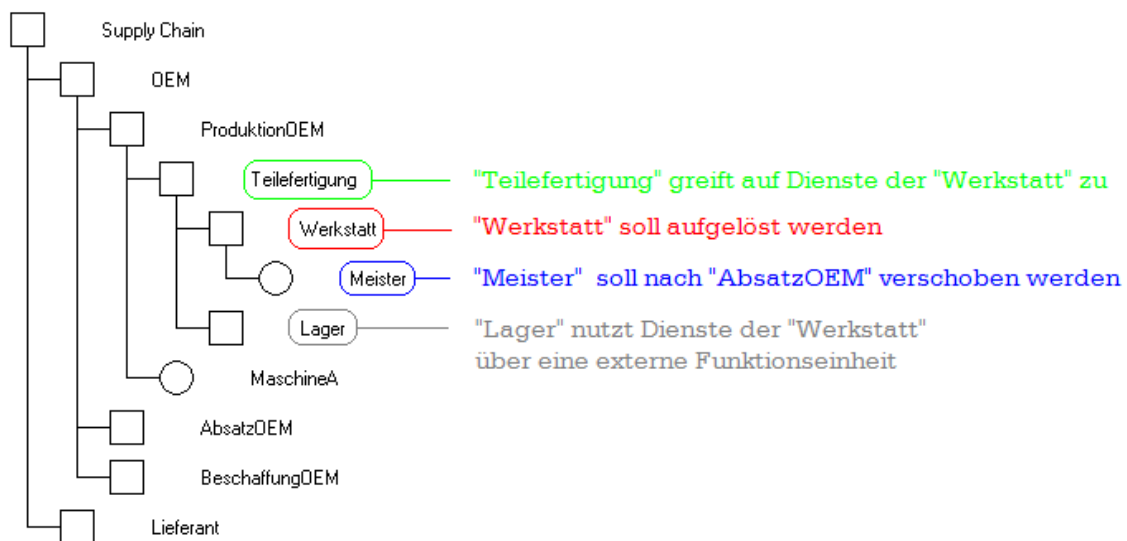 Supply Chain
OEM
ProduktionOEM
Teilefertigung "Teilefertigung" greift auf Dienste der "Werkstatt" zu
Werkstatt "Werkstatt" soll aufgelöst werden
Meister "Meister" soll nach "AbsatzOEM" verschoben werden
Lager "Lager" nutzt Dienste der "Werkstatt"
über eine externe Funktionseinheit
MaschineA
AbsatzOEM
BeschaffungOEM
Lieferant